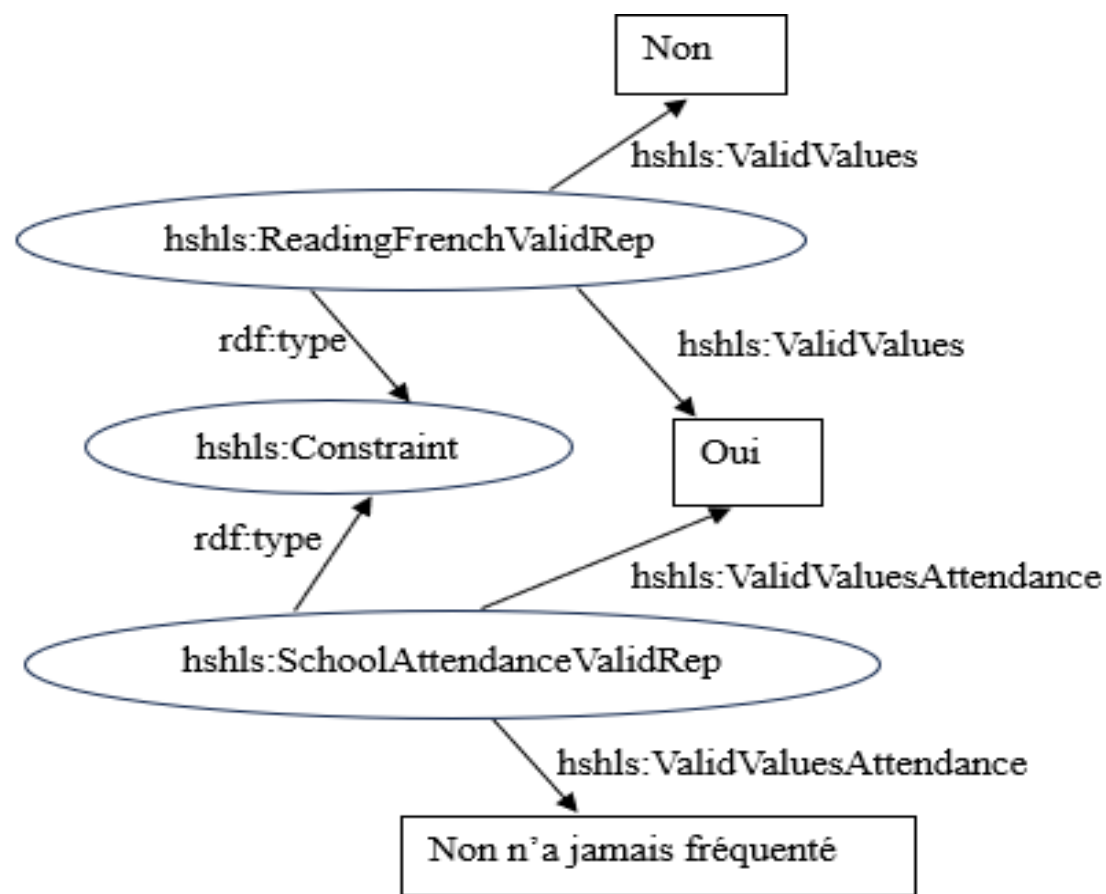 Non
hshls:ValidValues
hshls:ReadingFrenchValidRep
rdf:type
hshls:ValidValues
hshls:Constraint
Oui
rdf:type
hshls:ValidValuesAttendance
hshls:SchoolAttendanceValidRep
hshls:ValidValuesAttendance
Non n’a jamais fréquenté